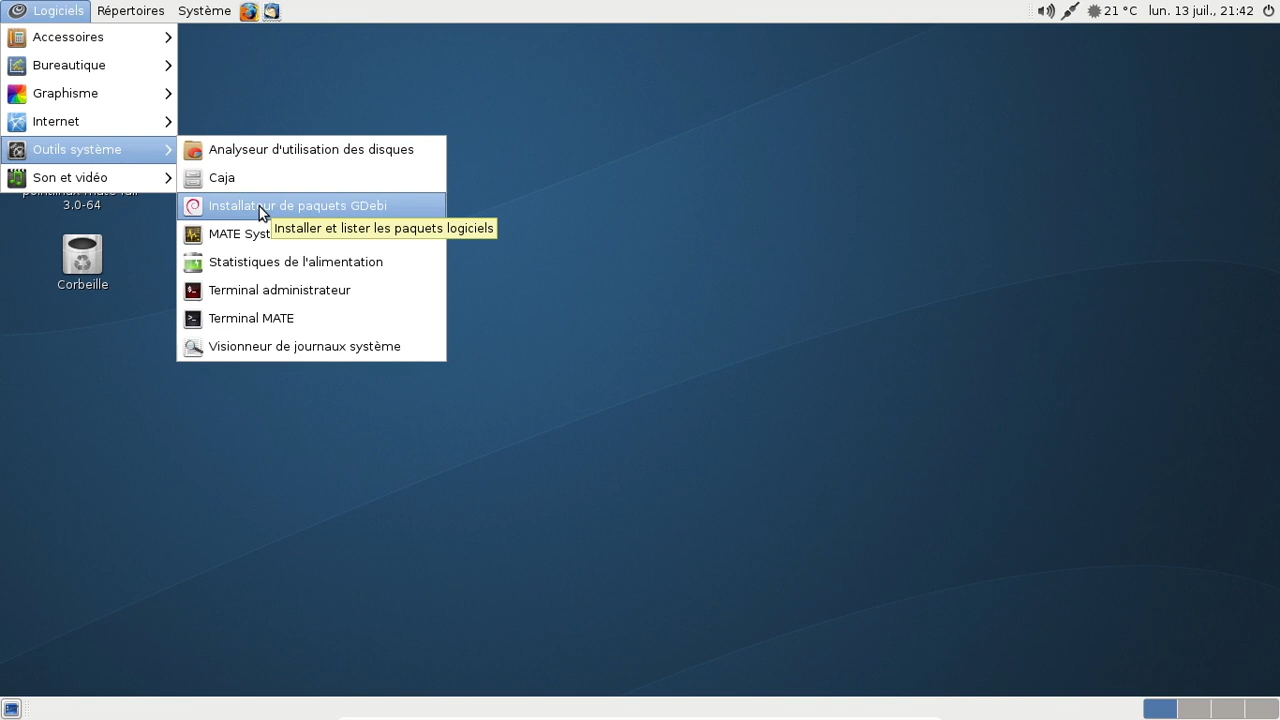 Logiciels Répertoires Système 21 °C lun. 13 juil., 21:42
Accessoires
Bureautique
Graphisme
Internet
Outils système
Son et vidéo
Analyseur d'utilisation des disques
Caja
Installateur de paquets GDebi
Installer et lister les paquets logiciels
MATE Syst
Statistiques de l'alimentation
Terminal administrateur
Terminal MATE
Visionneur de journaux système
3.0-64
Corbeille